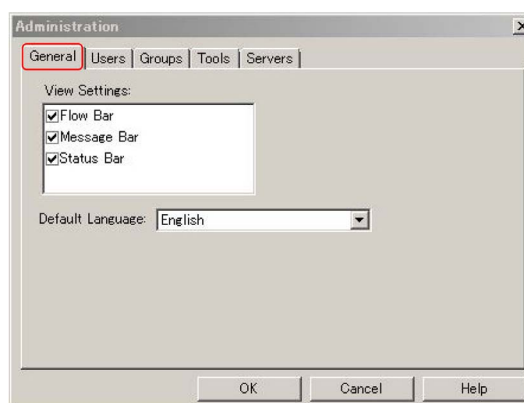 Administration
General Users Groups Tools Servers
View Settings:
Flow Bar
Message Bar
Status Bar
Default Language: English
OK Cancel Help